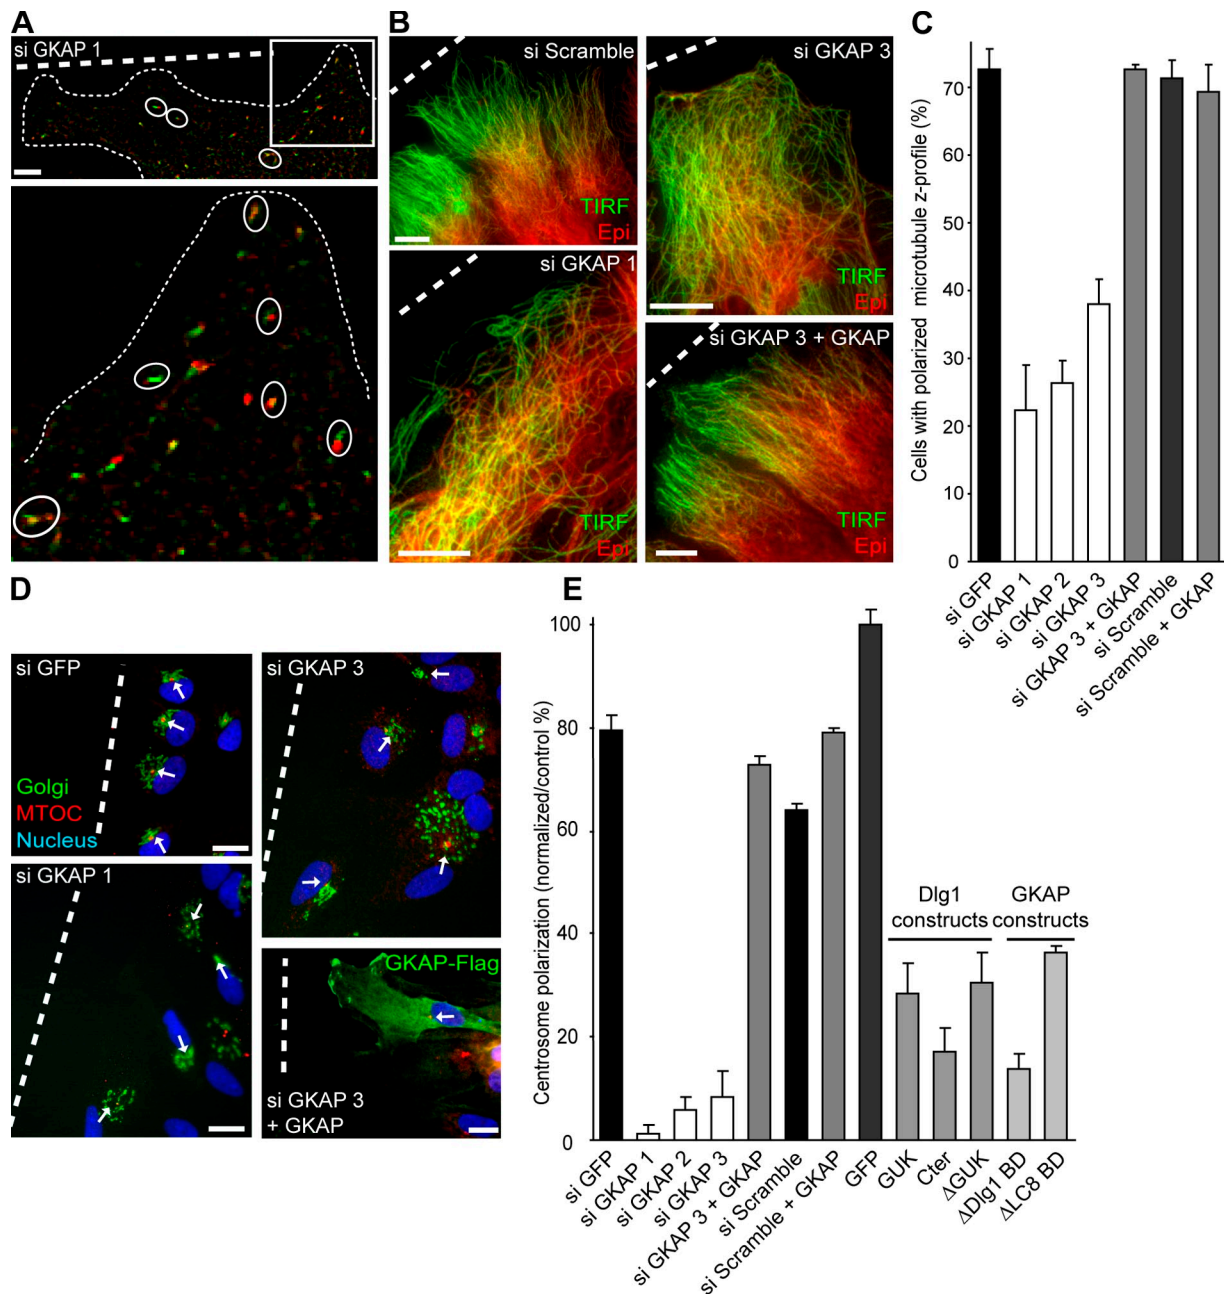 A
si GKAP 1
B
si Scramble
TIRF
Epi
si GKAP 3
TIRF
Epi
si GKAP 1
TIRF
Epi
si GKAP 3 + GKAP
TIRF
Epi
C
Cells with polarized microtubule z-profile (%)
70
60
50
40
30
20
10
0
si GFP
si GKAP 1
si GKAP 2
si GKAP 3
si GKAP 3 + GKAP
si Scramble
si Scramble + GKAP
D
si GFP
Golgi
MTOC
Nucleus
si GKAP 3
si GKAP 1
GKAP-Flag
si GKAP 3
+ GKAP
E
Centrosome polarization (normalized/control %)
100
80
60
40
20
0
Dlg1
constructs
GKAP
constructs
si GFP
si GKAP 1
si GKAP 2
si GKAP 3
si GKAP 3 + GKAP
si Scramble
si Scramble + GKAP
GFP
GUK
Cter
ΔGUK
ΔDlg1 BD
ΔLC8 BD